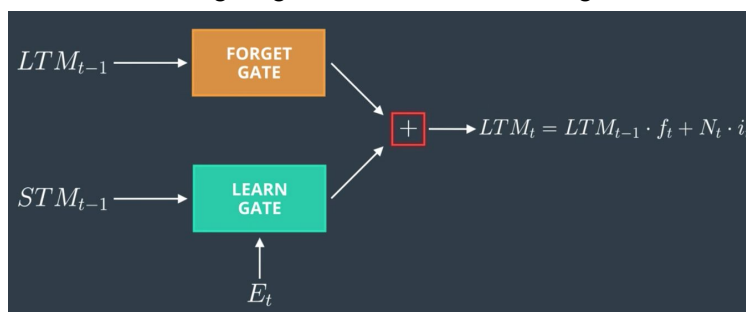 LTM_{t-1}
FORGET
GATE
+
LTM_t = LTM_{t-1} · f_t + N_t · i
STM_{t-1}
LEARN
GATE
E_t